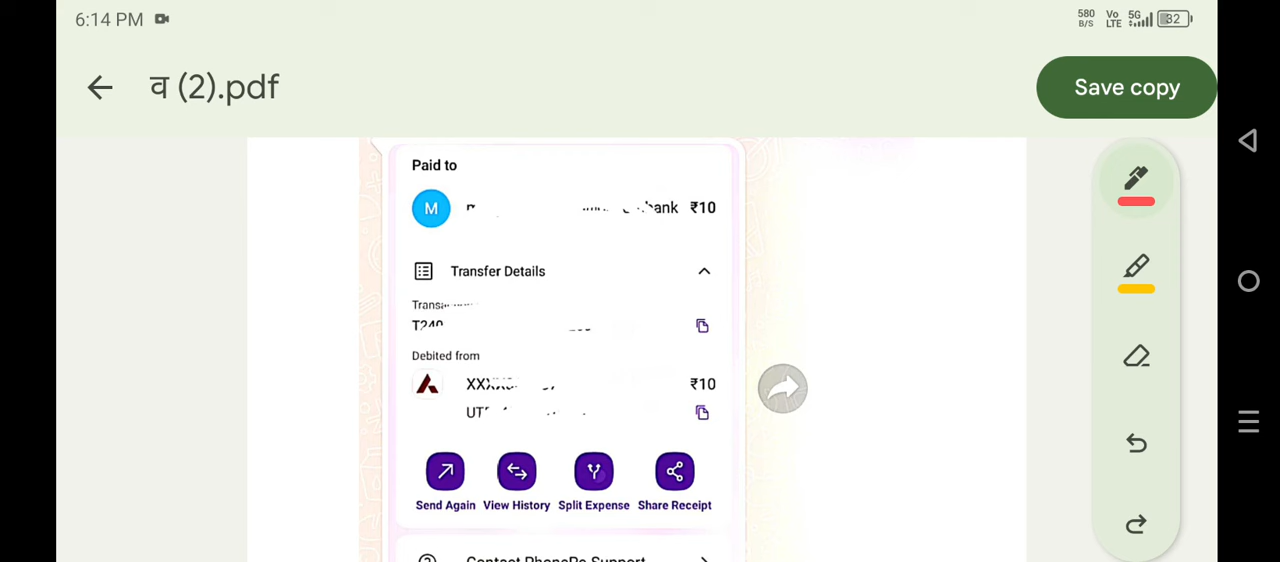 6:14 PM
580 B/S Vo LTE 5G 32
व (2).pdf
Save copy
Paid to
M
bank ₹10
Transfer Details
Debited from
₹10
Send Again View History Split Expense Share Receipt
Contact PhonePe Support